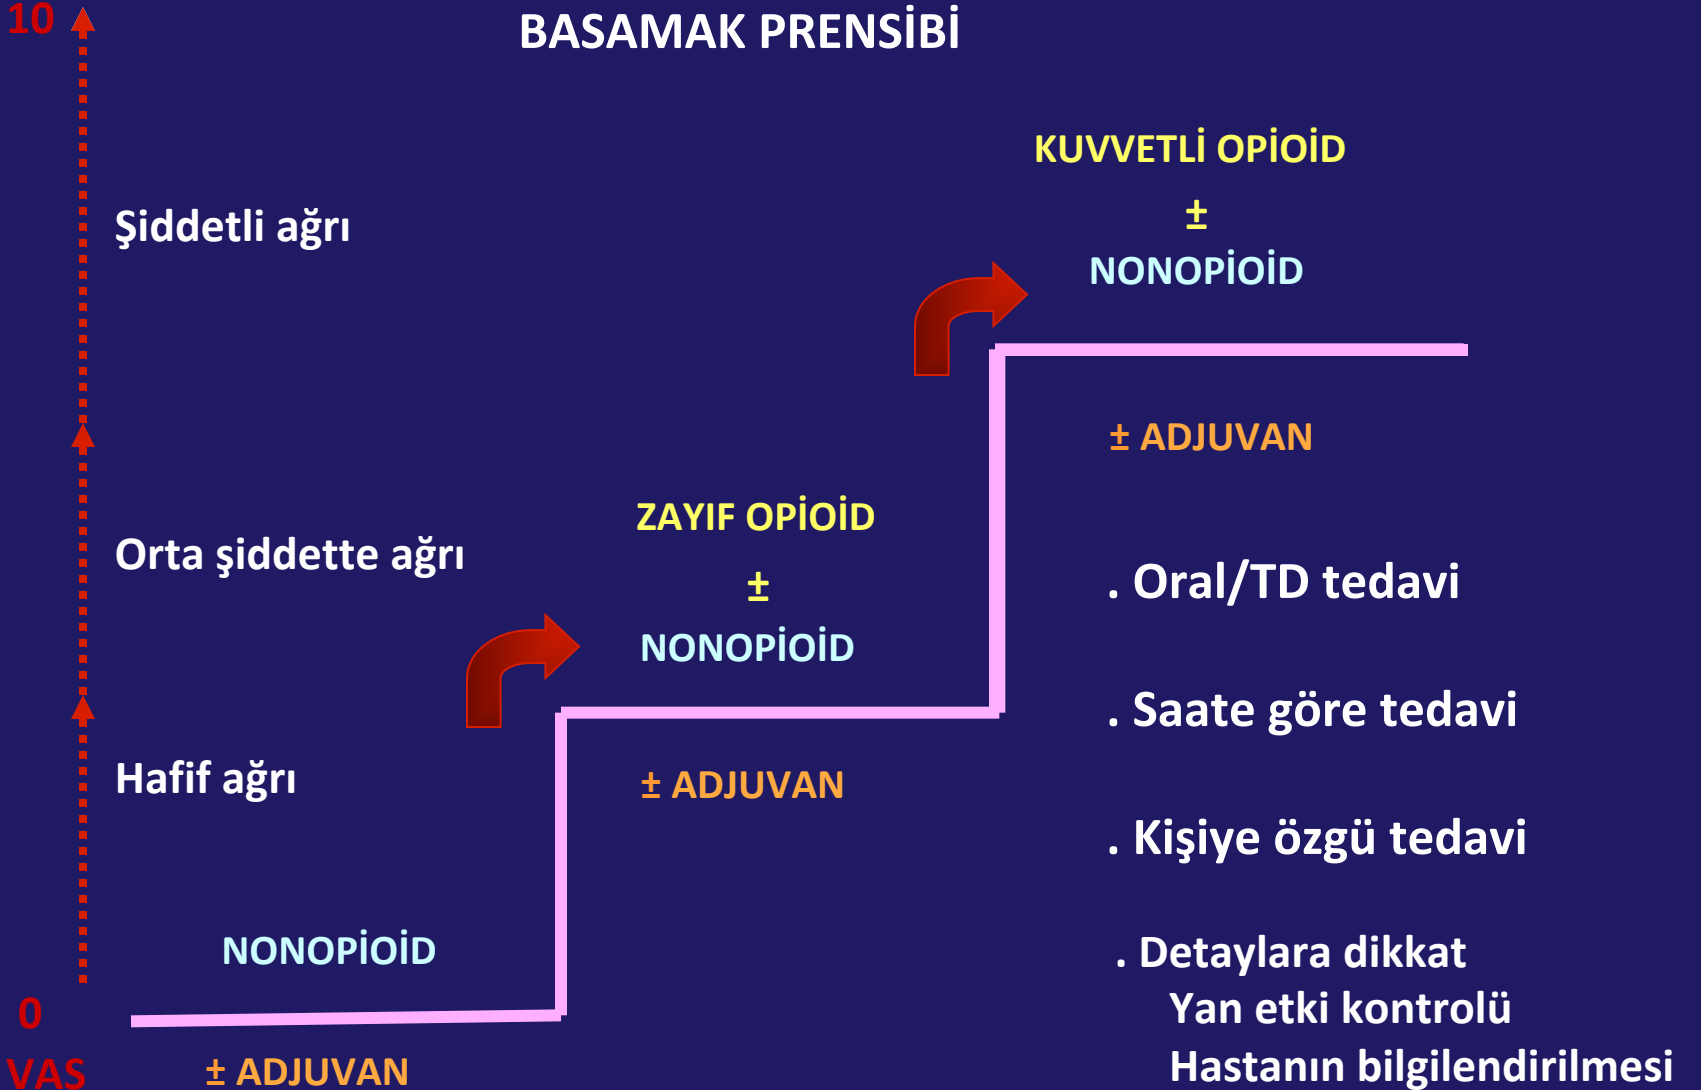 10
BASAMAK PRENSİBİ
KUVVETLİ OPİOİD
±
NONOPİOİD
Şiddetli ağrı
± ADJUVAN
ZAYIF OPİOİD
±
NONOPİOİD
Orta şiddette ağrı
± ADJUVAN
Hafif ağrı
NONOPİOİD
± ADJUVAN
0
VAS
. Oral/TD tedavi
. Saate göre tedavi
. Kişiye özgü tedavi
. Detaylara dikkat
Yan etki kontrolü
Hastanın bilgilendirilmesi